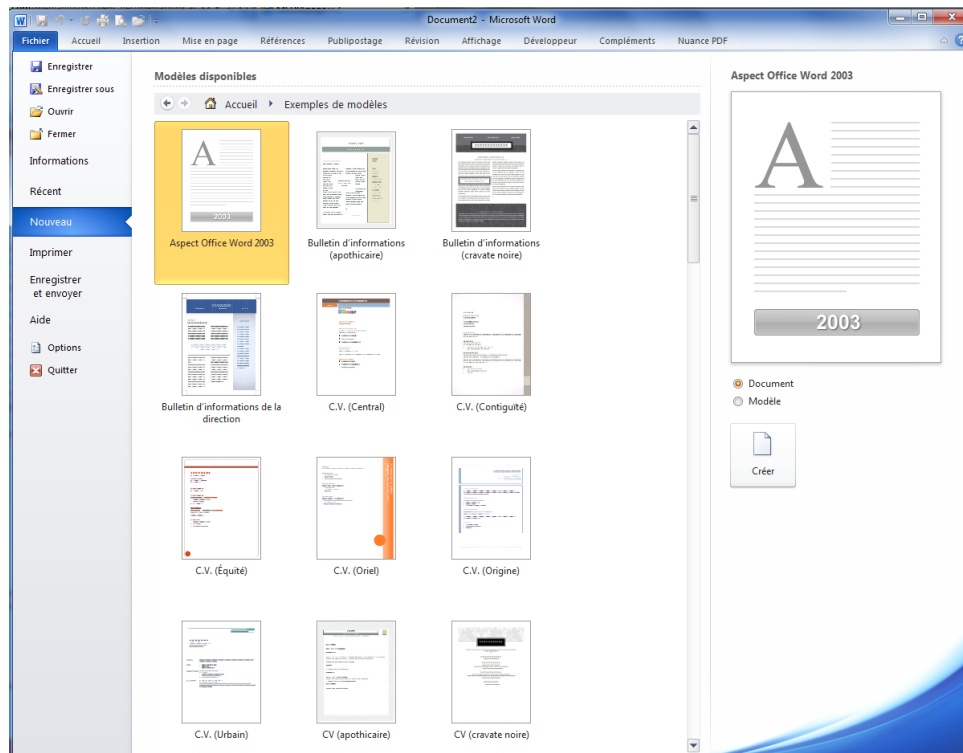 Document2 - Microsoft Word
Fichier Accueil Insertion Mise en page Références Publipostage Révision Affichage Développeur Compléments Nuance PDF
Enregistrer
Enregistrer sous
Ouvrir
Fermer
Informations
Récent
Nouveau
Imprimer
Enregistrer
et envoyer
Aide
Options
Quitter
Modèles disponibles
Accueil Exemples de modèles
A
2003
Aspect Office Word 2003
Bulletin d'informations
(apothicaire)
Bulletin d'informations
(cravate noire)
Bulletin d'informations de la
direction
C.V. (Central)
C.V. (Contiguïté)
C.V. (Équité)
C.V. (Oriel)
C.V. (Origine)
C.V. (Urbain)
CV (apothicaire)
CV (cravate noire)
Aspect Office Word 2003
A
2003
Document
Modèle
Créer